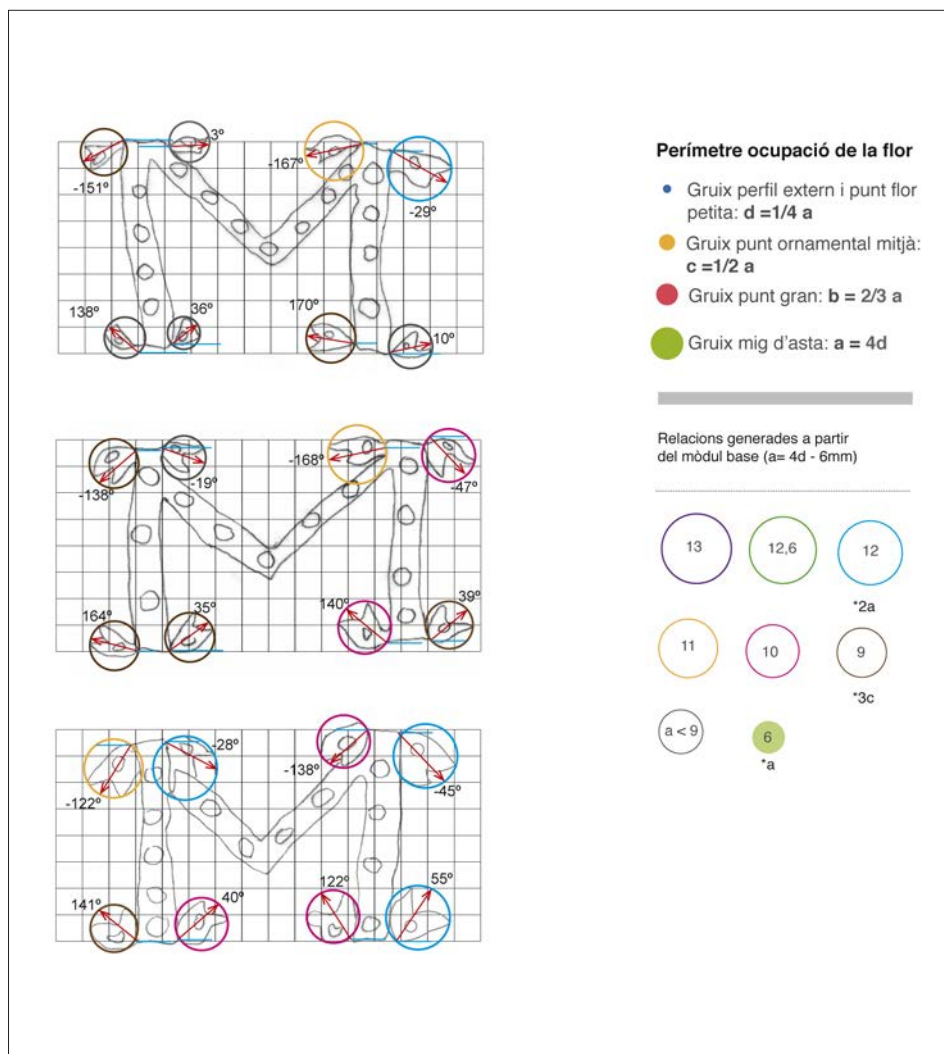 3º
-167º
-151º
-29º
138º
36º
170º
10º
-168º
-138º
-19º
-47º
164º
35º
140º
39º
-28º
-138º
-122º
-45º
141º
40º
122º
55º
Perímetre ocupació de la flor
Gruix perfil extern i punt flor
petita: d =1/4 a
Gruix punt ornamental mitjà:
c =1/2 a
Gruix punt gran: b = 2/3 a
Gruix mig d'asta: a = 4d
Relacions generades a partir
del mòdul base (a= 4d - 6mm)
13
12,6
12
*2a
11
10
9
*3c
a < 9
6
*a